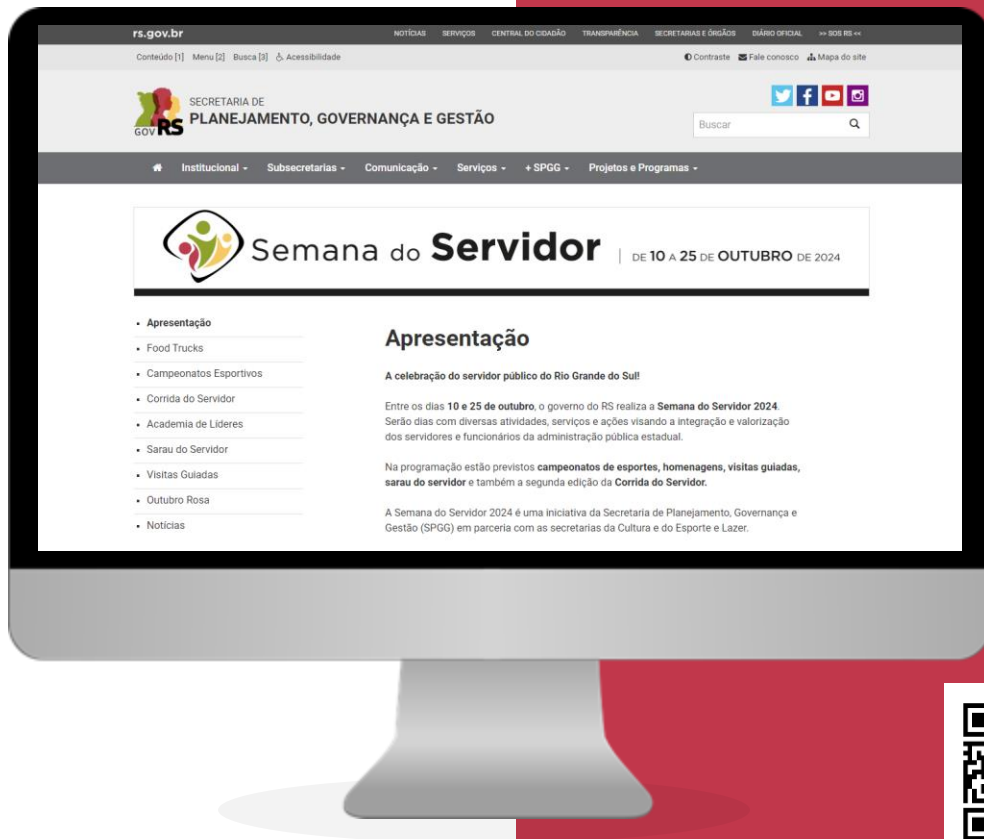 rs.gov.br NOTÍCIAS SERVIÇOS CENTRAL DO CIDADÃO TRANSPARÊNCIA SECRETARIAS E ÓRGÃOS DIÁRIO OFICIAL >> SOS RS <<
Conteúdo [1] Menu [2] Busca [3] Acessibilidade Contraste Fale conosco Mapa do site
GOV RS
SECRETARIA DE
PLANEJAMENTO, GOVERNANÇA E GESTÃO
Buscar
Institucional Subsecretarias Comunicação Serviços + SPGG Projetos e Programas
Semana do Servidor | DE 10 A 25 DE OUTUBRO DE 2024
Apresentação
Food Trucks
Campeonatos Esportivos
Corrida do Servidor
Academia de Líderes
Sarau do Servidor
Visitas Guiadas
Outubro Rosa
Notícias
Apresentação
A celebração do servidor público do Rio Grande do Sul!
Entre os dias 10 e 25 de outubro, o governo do RS realiza a Semana do Servidor 2024.
Serão dias com diversas atividades, serviços e ações visando a integração e valorização
dos servidores e funcionários da administração pública estadual.
Na programação estão previstos campeonatos de esportes, homenagens, visitas guiadas,
sarau do servidor e também a segunda edição da Corrida do Servidor.
A Semana do Servidor 2024 é uma iniciativa da Secretaria de Planejamento, Governança e
Gestão (SPGG) em parceria com as secretarias da Cultura e do Esporte e Lazer.